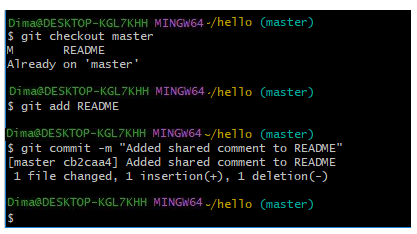 Dima@DESKTOP-KGL7KHH MINGW64 ~/hello (master)
$ git checkout master
M       README
Already on 'master'
Dima@DESKTOP-KGL7KHH MINGW64 ~/hello (master)
$ git add README
Dima@DESKTOP-KGL7KHH MINGW64 ~/hello (master)
$ git commit -m "Added shared comment to README"
[master cb2caa4] Added shared comment to README
 1 file changed, 1 insertion(+), 1 deletion(-)
Dima@DESKTOP-KGL7KHH MINGW64 ~/hello (master)
$